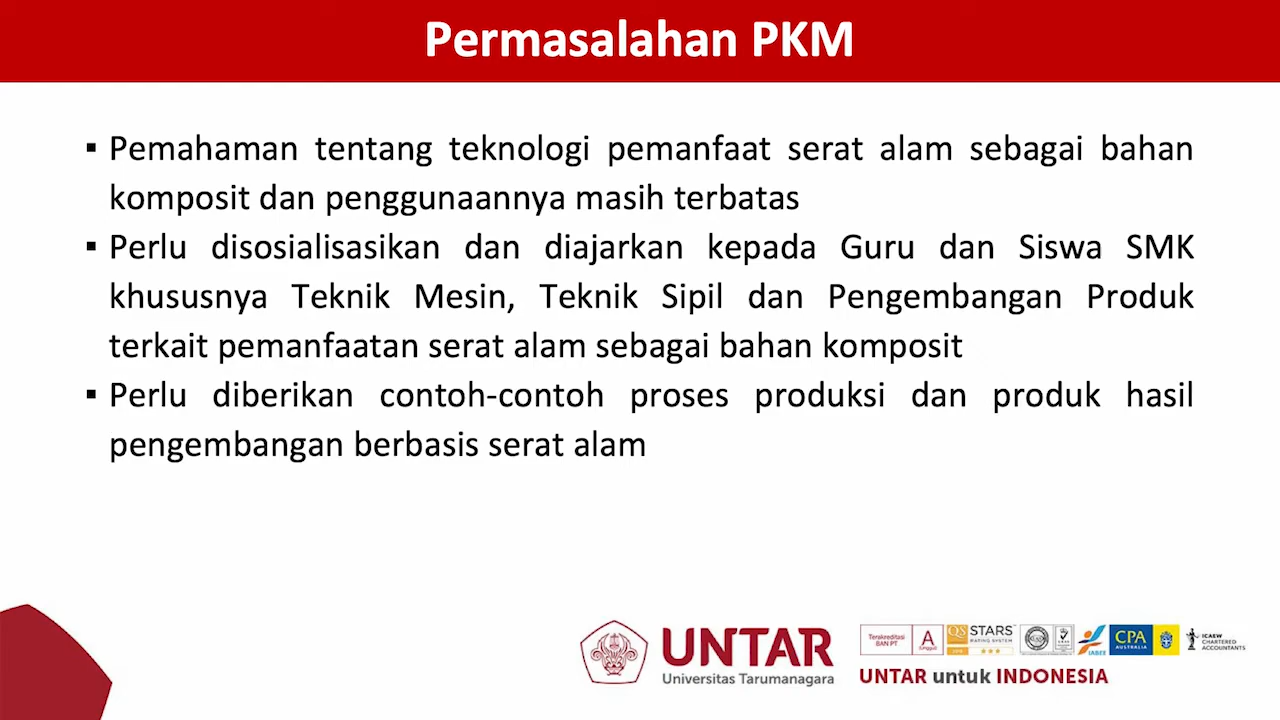 Permasalahan PKM
▪ Pemahaman tentang teknologi pemanfaat serat alam sebagai bahan
komposit dan penggunaannya masih terbatas
▪ Perlu disosialisasikan dan diajarkan kepada Guru dan Siswa SMK
khususnya Teknik Mesin, Teknik Sipil dan Pengembangan Produk
terkait pemanfaatan serat alam sebagai bahan komposit
▪ Perlu diberikan contoh-contoh proses produksi dan produk hasil
pengembangan berbasis serat alam
UNTAR
Universitas Tarumanagara
Terakreditasi
BAN PT
A
QS STARS
RATING SYSTEM
IABEE
CPA
AUSTRALIA
ICAEW
CHARTERED
ACCOUNTANTS
UNTAR untuk INDONESIA